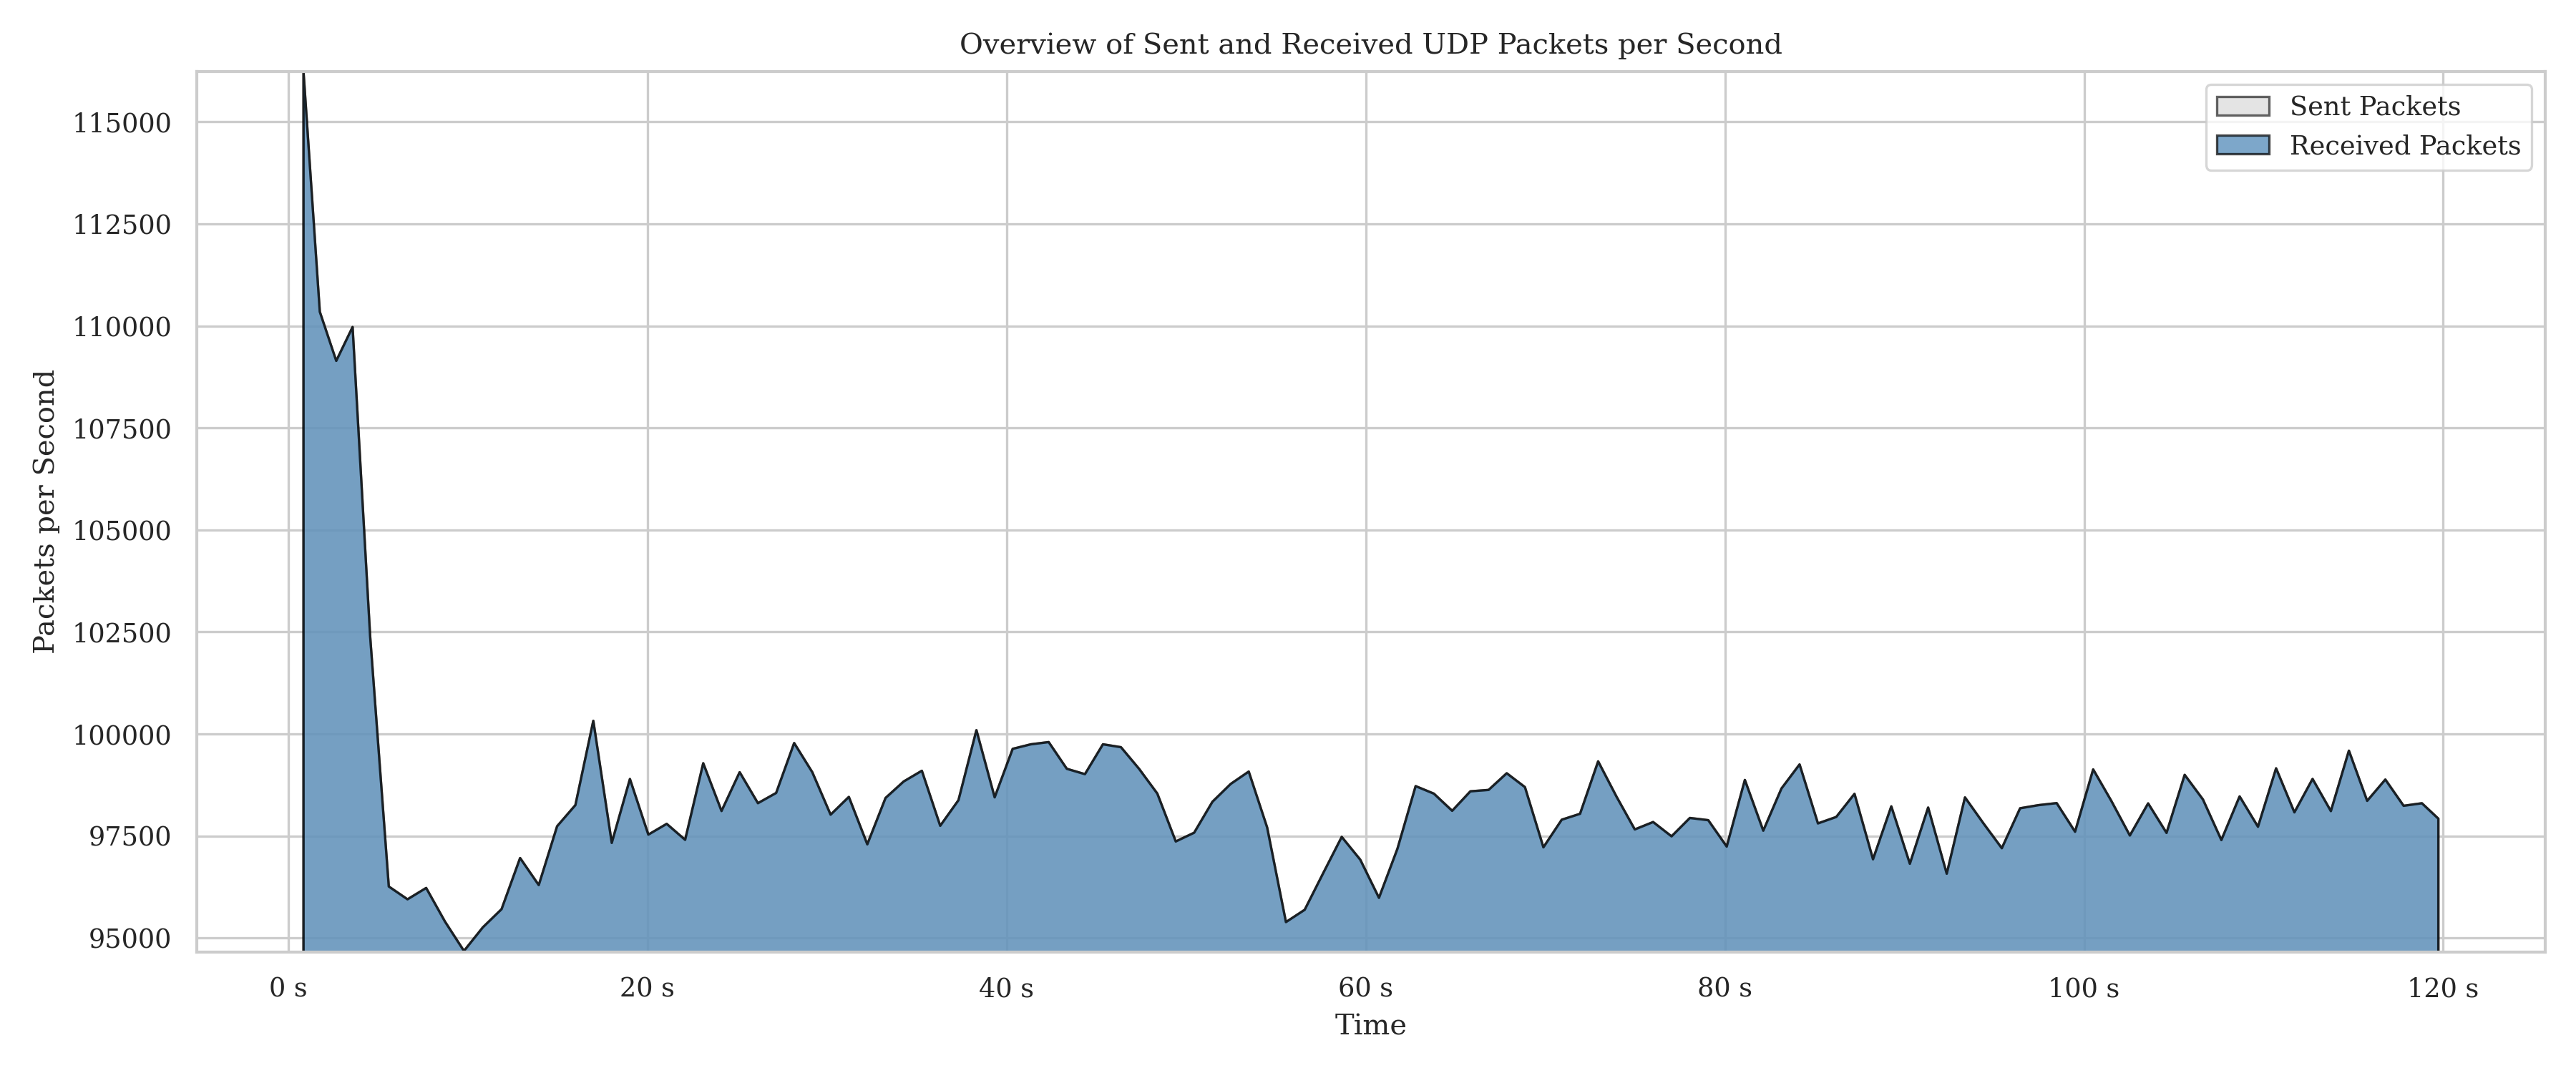 Overview of Sent and Received UDP Packets per Second
Sent Packets
Received Packets
Packets per Second
115000
112500
110000
107500
105000
102500
100000
97500
95000
0 s
20 s
40 s
60 s
80 s
100 s
120 s
Time